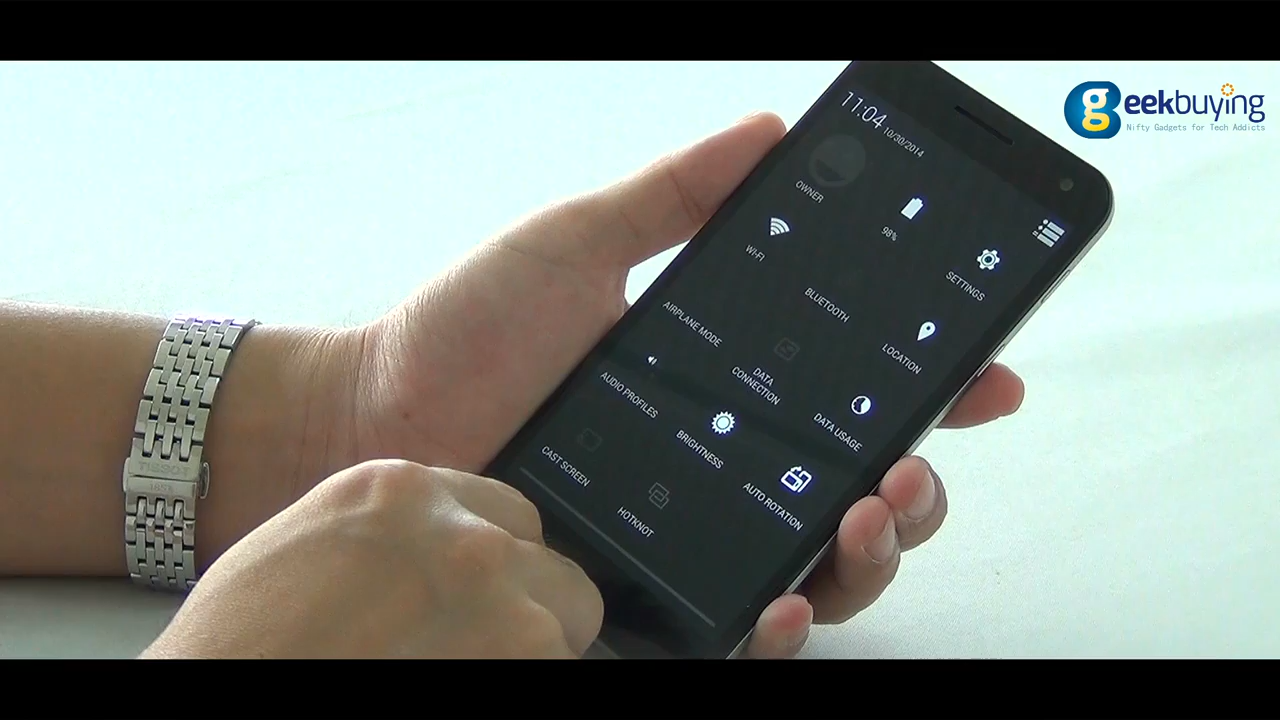 geekbuying
Nifty Gadgets for Tech Addicts
11:04
10/30/2014
OWNER
98%
SETTINGS
WI-FI
BLUETOOTH
LOCATION
AIRPLANE MODE
DATA
CONNECTION
DATA USAGE
AUDIO PROFILES
BRIGHTNESS
AUTO ROTATION
CAST SCREEN
HOTKNOT
TISSOT
1853